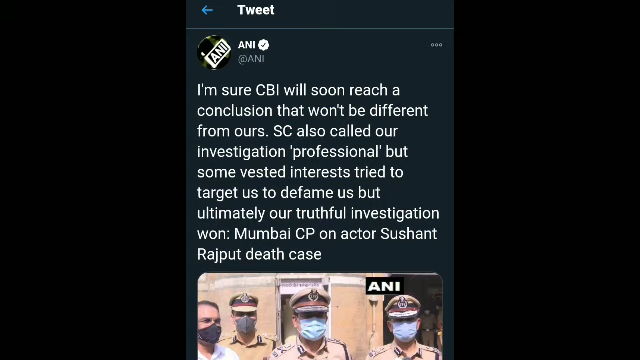 Tweet
ANI
@ANI
I'm sure CBI will soon reach a
conclusion that won't be different
from ours. SC also called our
investigation 'professional' but
some vested interests tried to
target us to defame us but
ultimately our truthful investigation
won: Mumbai CP on actor Sushant
Rajput death case
ANI